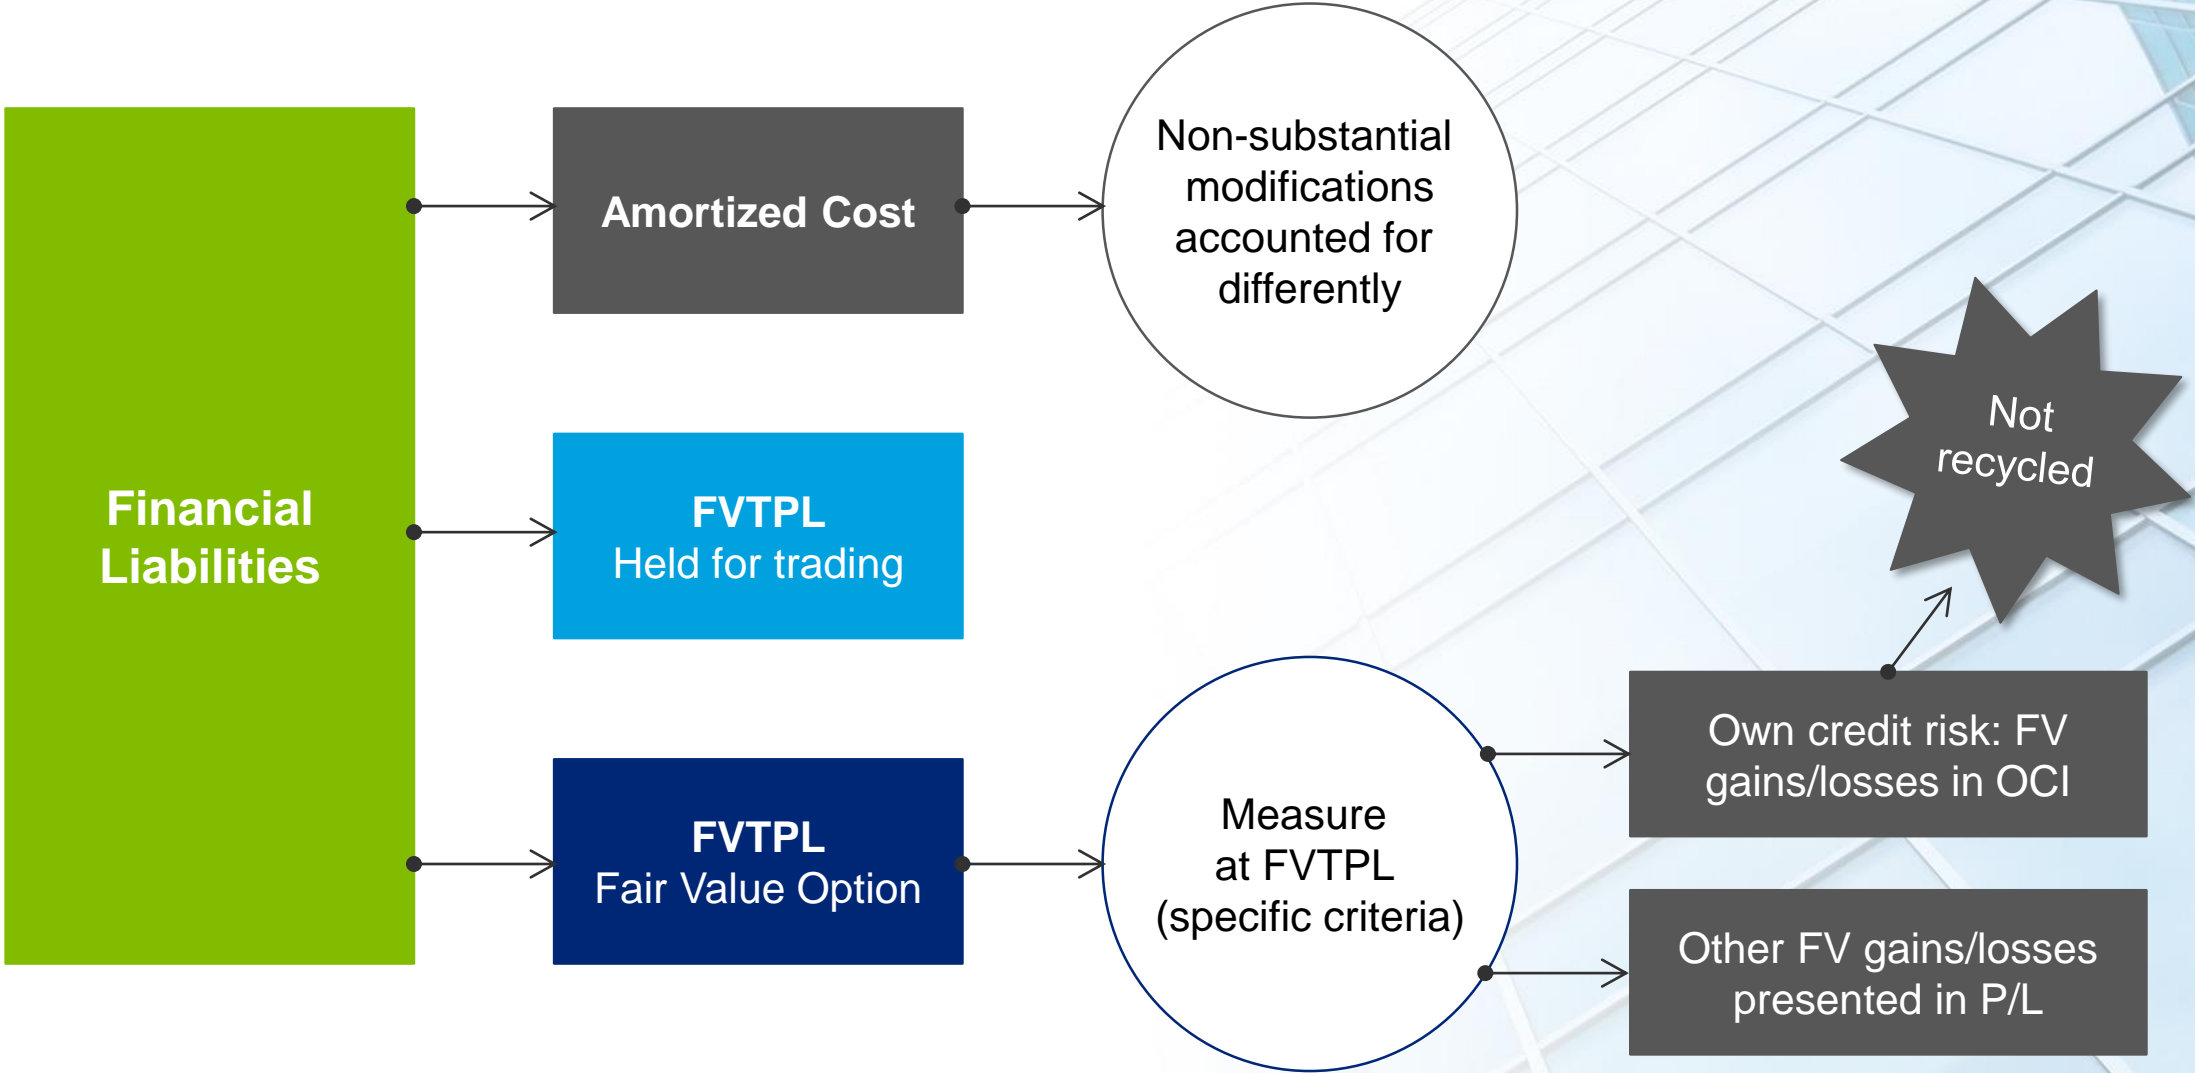 Financial
Liabilities
Amortized Cost
Non-substantial
modifications
accounted for
differently
FVTPL
Held for trading
FVTPL
Fair Value Option
Measure
at FVTPL
(specific criteria)
Not
recycled
Own credit risk: FV
gains/losses in OCI
Other FV gains/losses
presented in P/L